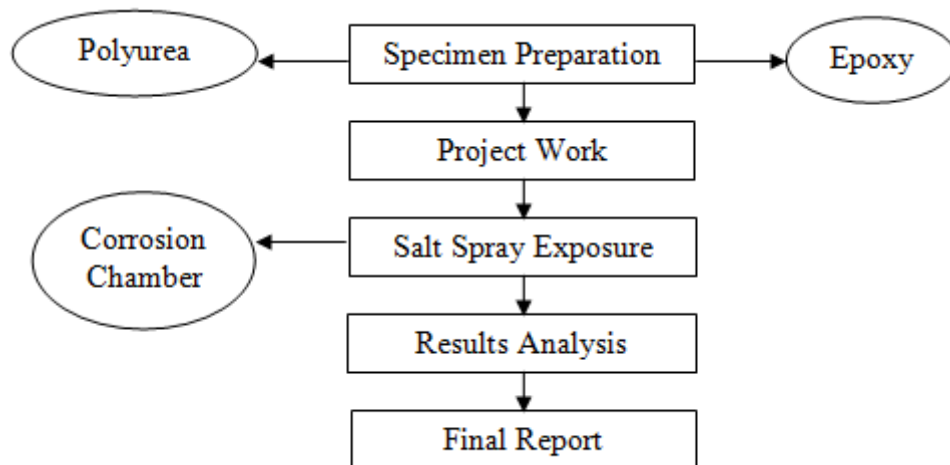 Polyurea
Specimen Preparation
Epoxy
Project Work
Corrosion
Chamber
Salt Spray Exposure
Results Analysis
Final Report